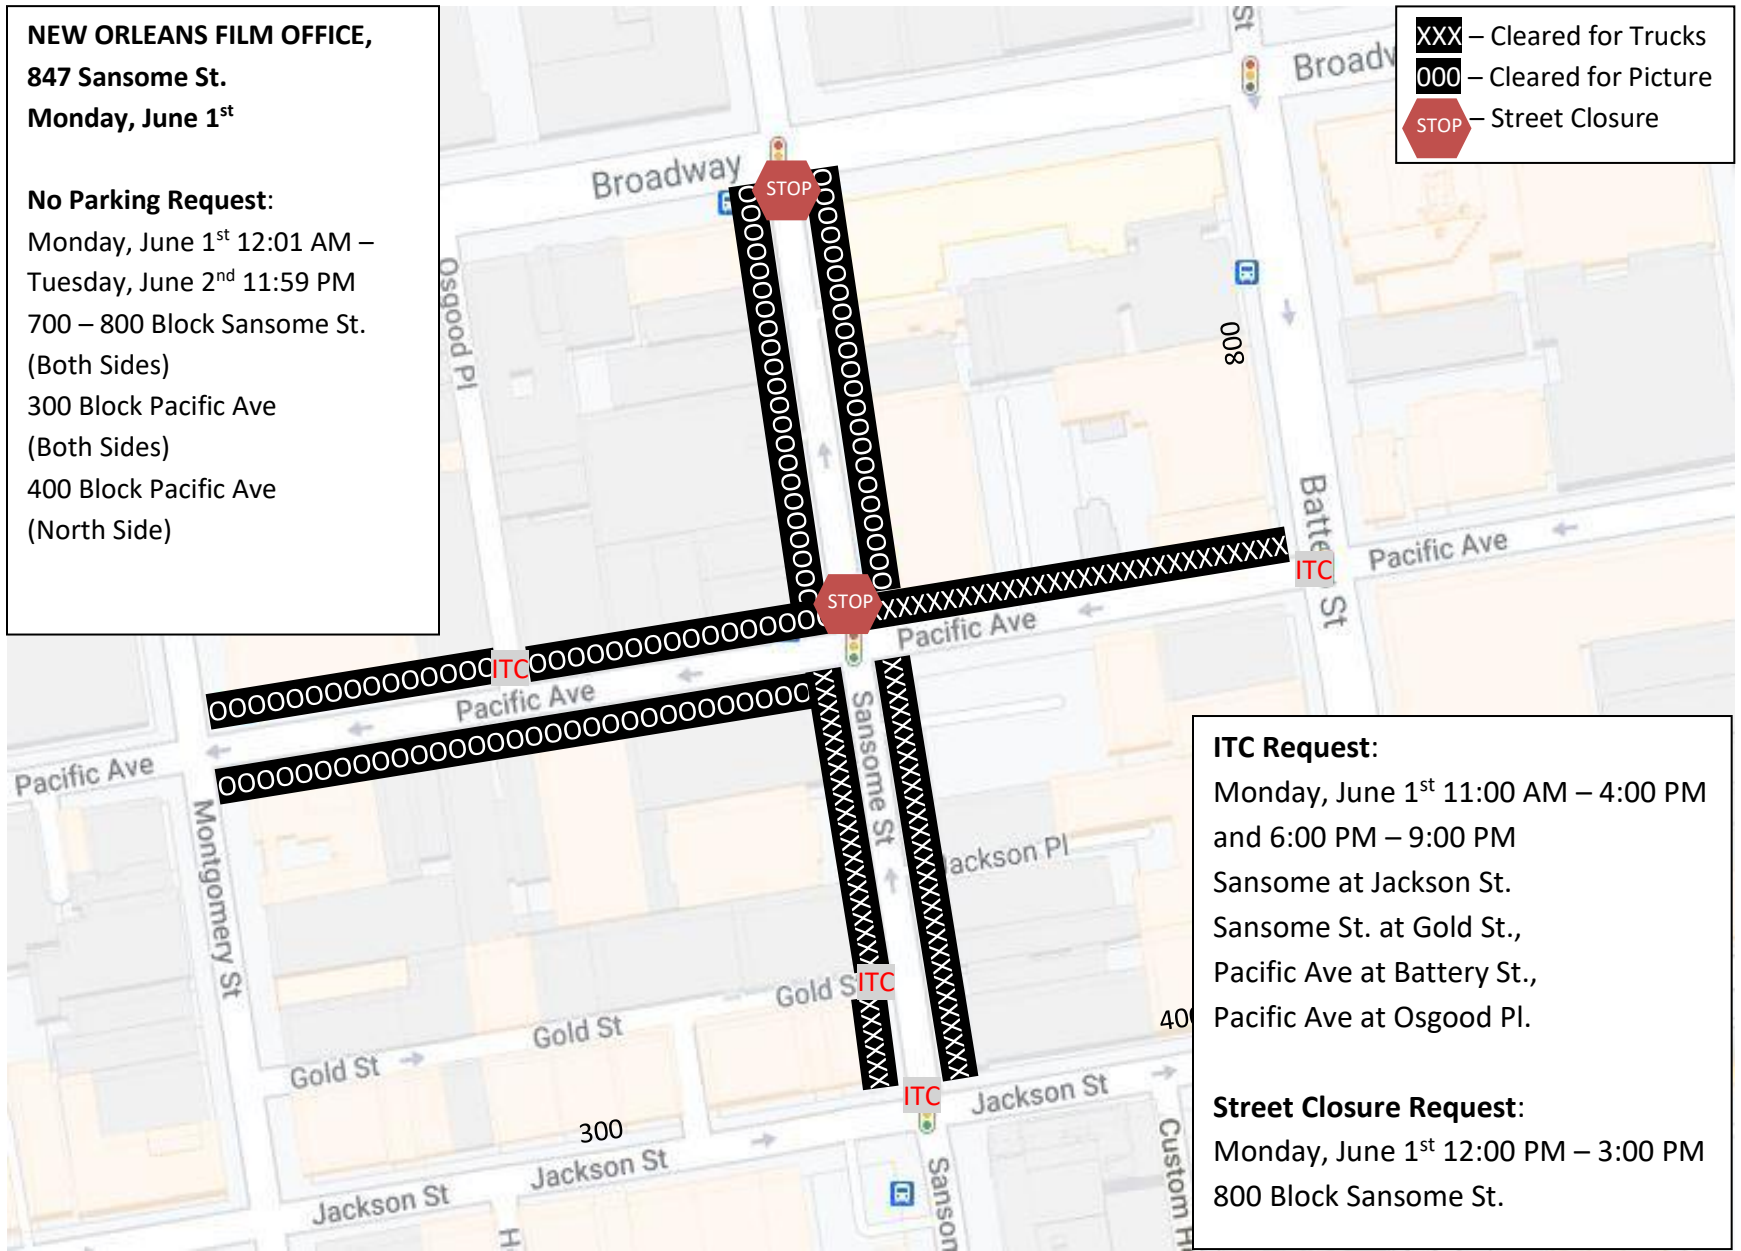 NEW ORLEANS FILM OFFICE,
847 Sansome St.
Monday, June 1st
No Parking Request:
Monday, June 1st 12:01 AM –
Tuesday, June 2nd 11:59 PM
700 – 800 Block Sansome St.
(Both Sides)
300 Block Pacific Ave
(Both Sides)
400 Block Pacific Ave
(North Side)
XXX – Cleared for Trucks
OOO – Cleared for Picture
STOP – Street Closure
St
Broadway
Broadw
STOP
Osgood Pl
800
Battery St
Pacific Ave
ITC
STOP
Pacific Ave
ITC
Pacific Ave
Pacific Ave
Sansome St
Montgomery St
Jackson Pl
Gold St
ITC
Gold St
Gold St
400
ITC
Jackson St
300
Jackson St
Jackson St
Sansom
Custom H
H
ITC Request:
Monday, June 1st 11:00 AM – 4:00 PM
and 6:00 PM – 9:00 PM
Sansome at Jackson St.
Sansome St. at Gold St.,
Pacific Ave at Battery St.,
Pacific Ave at Osgood Pl.
Street Closure Request:
Monday, June 1st 12:00 PM – 3:00 PM
800 Block Sansome St.